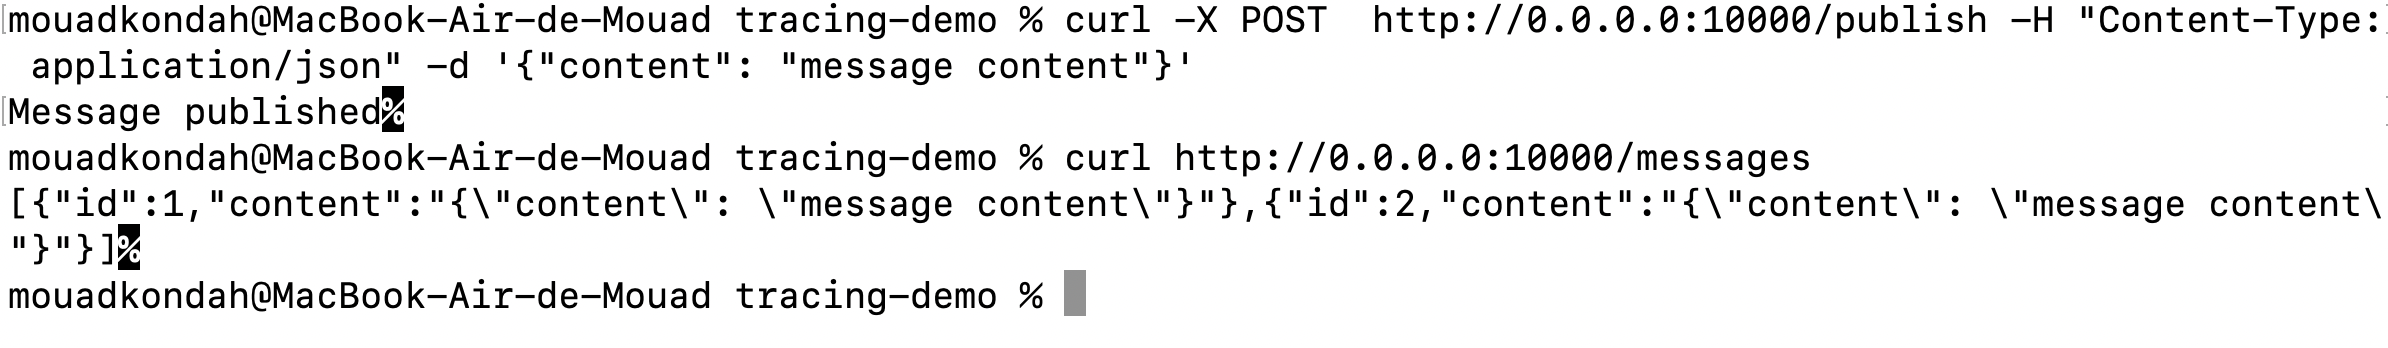 mouadkondah@MacBook-Air-de-Mouad tracing-demo % curl -X POST  http://0.0.0.0:10000/publish -H "Content-Type:
 application/json" -d '{"content": "message content"}'
Message published%
mouadkondah@MacBook-Air-de-Mouad tracing-demo % curl http://0.0.0.0:10000/messages
[{"id":1,"content":"{\"content\": \"message content\"}"},{"id":2,"content":"{\"content\": \"message content\
"}"}]%
mouadkondah@MacBook-Air-de-Mouad tracing-demo %